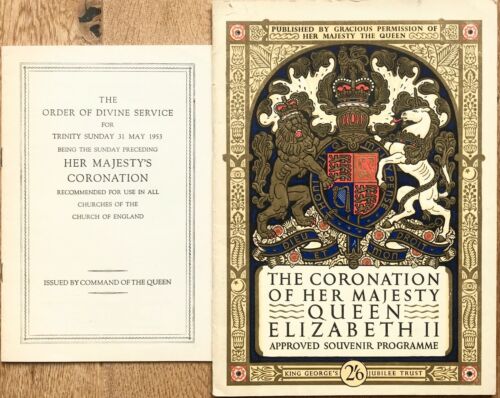 THE
ORDER OF DIVINE SERVICE
FOR
TRINITY SUNDAY 31 MAY 1953
BEING THE SUNDAY PRECEDING
HER MAJESTY'S
CORONATION
RECOMMENDED FOR USE IN ALL
CHURCHES OF THE
CHURCH OF ENGLAND
ISSUED BY COMMAND OF THE QUEEN
PUBLISHED BY GRACIOUS PERMISSION OF
HER MAJESTY THE QUEEN
DIEU ET MON DROIT
THE CORONATION
OF HER MAJESTY
QUEEN
ELIZABETH II
APPROVED SOUVENIR PROGRAMME
KING GEORGE'S 2/6 JUBILEE TRUST